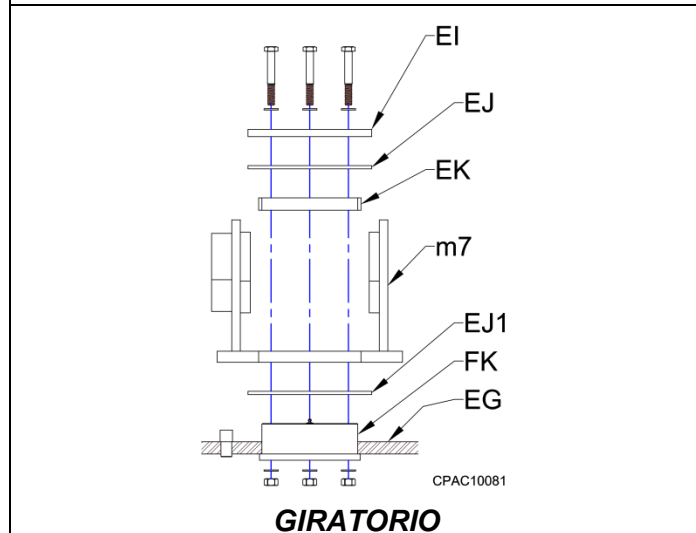 EI
EJ
EK
m7
EJ1
FK
EG
CPAC10081
GIRATORIO